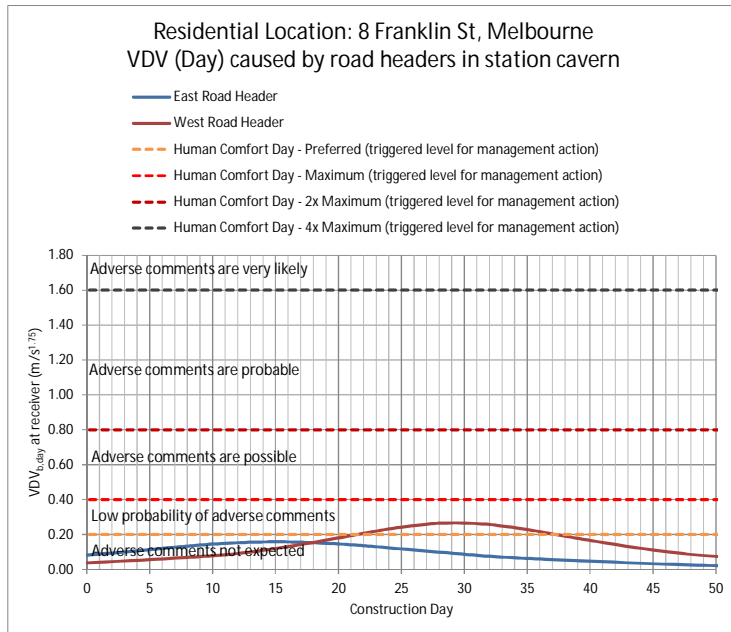 Residential Location: 8 Franklin St, Melbourne
VDV (Day) caused by road headers in station cavern
East Road Header
West Road Header
Human Comfort Day - Preferred (triggered level for management action)
Human Comfort Day - Maximum (triggered level for management action)
Human Comfort Day - 2x Maximum (triggered level for management action)
Human Comfort Day - 4x Maximum (triggered level for management action)
1.80
Adverse comments are very likely
1.60
1.40
1.20
Adverse comments are probable
1.00
0.80
Adverse comments are possible
0.60
0.40
Low probability of adverse comments
0.20
Adverse comments not expected
0.00
VDVb,day at receiver (m/s1.75)
0 5 10 15 20 25 30 35 40 45 50
Construction Day